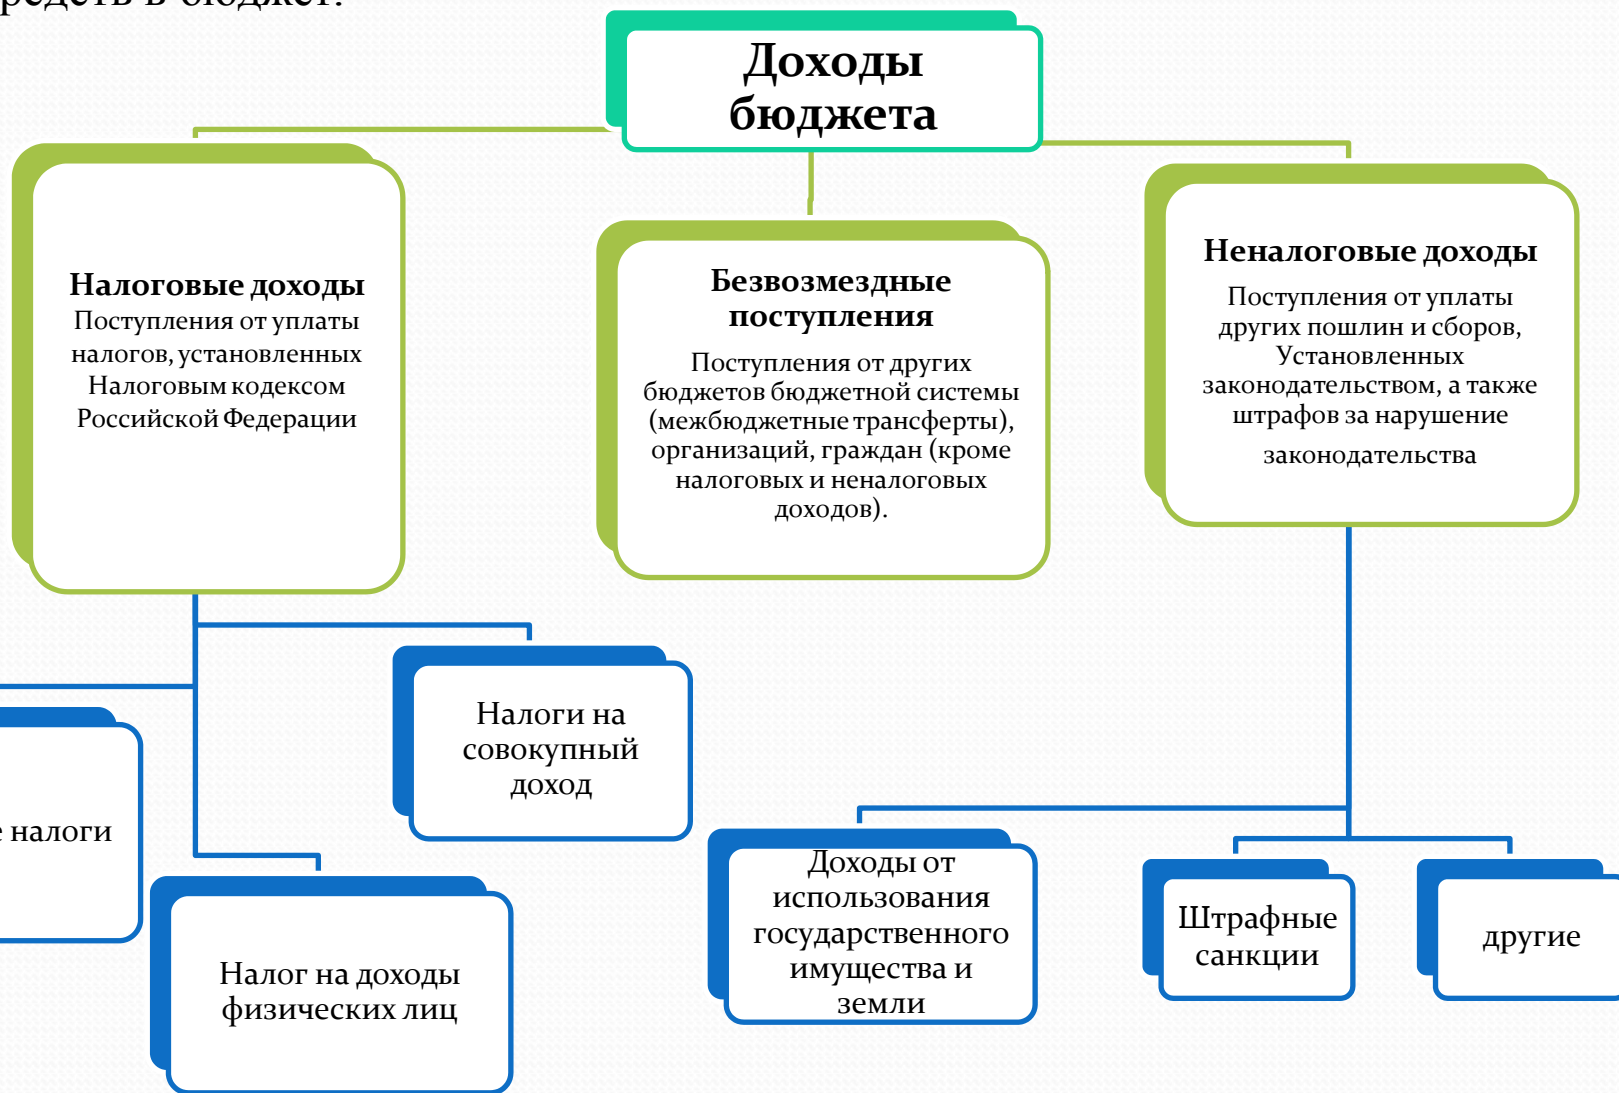 в бюджет.
Доходы
бюджета
Налоговые доходы
Поступления от уплаты
налогов, установленных
Налоговым кодексом
Российской Федерации
Безвозмездные
поступления
Поступления от других
бюджетов бюджетной системы
(межбюджетные трансферты),
организаций, граждан (кроме
налоговых и неналоговых
доходов).
Неналоговые доходы
Поступления от уплаты
других пошлин и сборов,
Установленных
законодательством, а также
штрафов за нарушение
законодательства
налоги
Налог на доходы
физических лиц
Налоги на
совокупный
доход
Доходы от
использования
государственного
имущества и
земли
Штрафные
санкции
другие